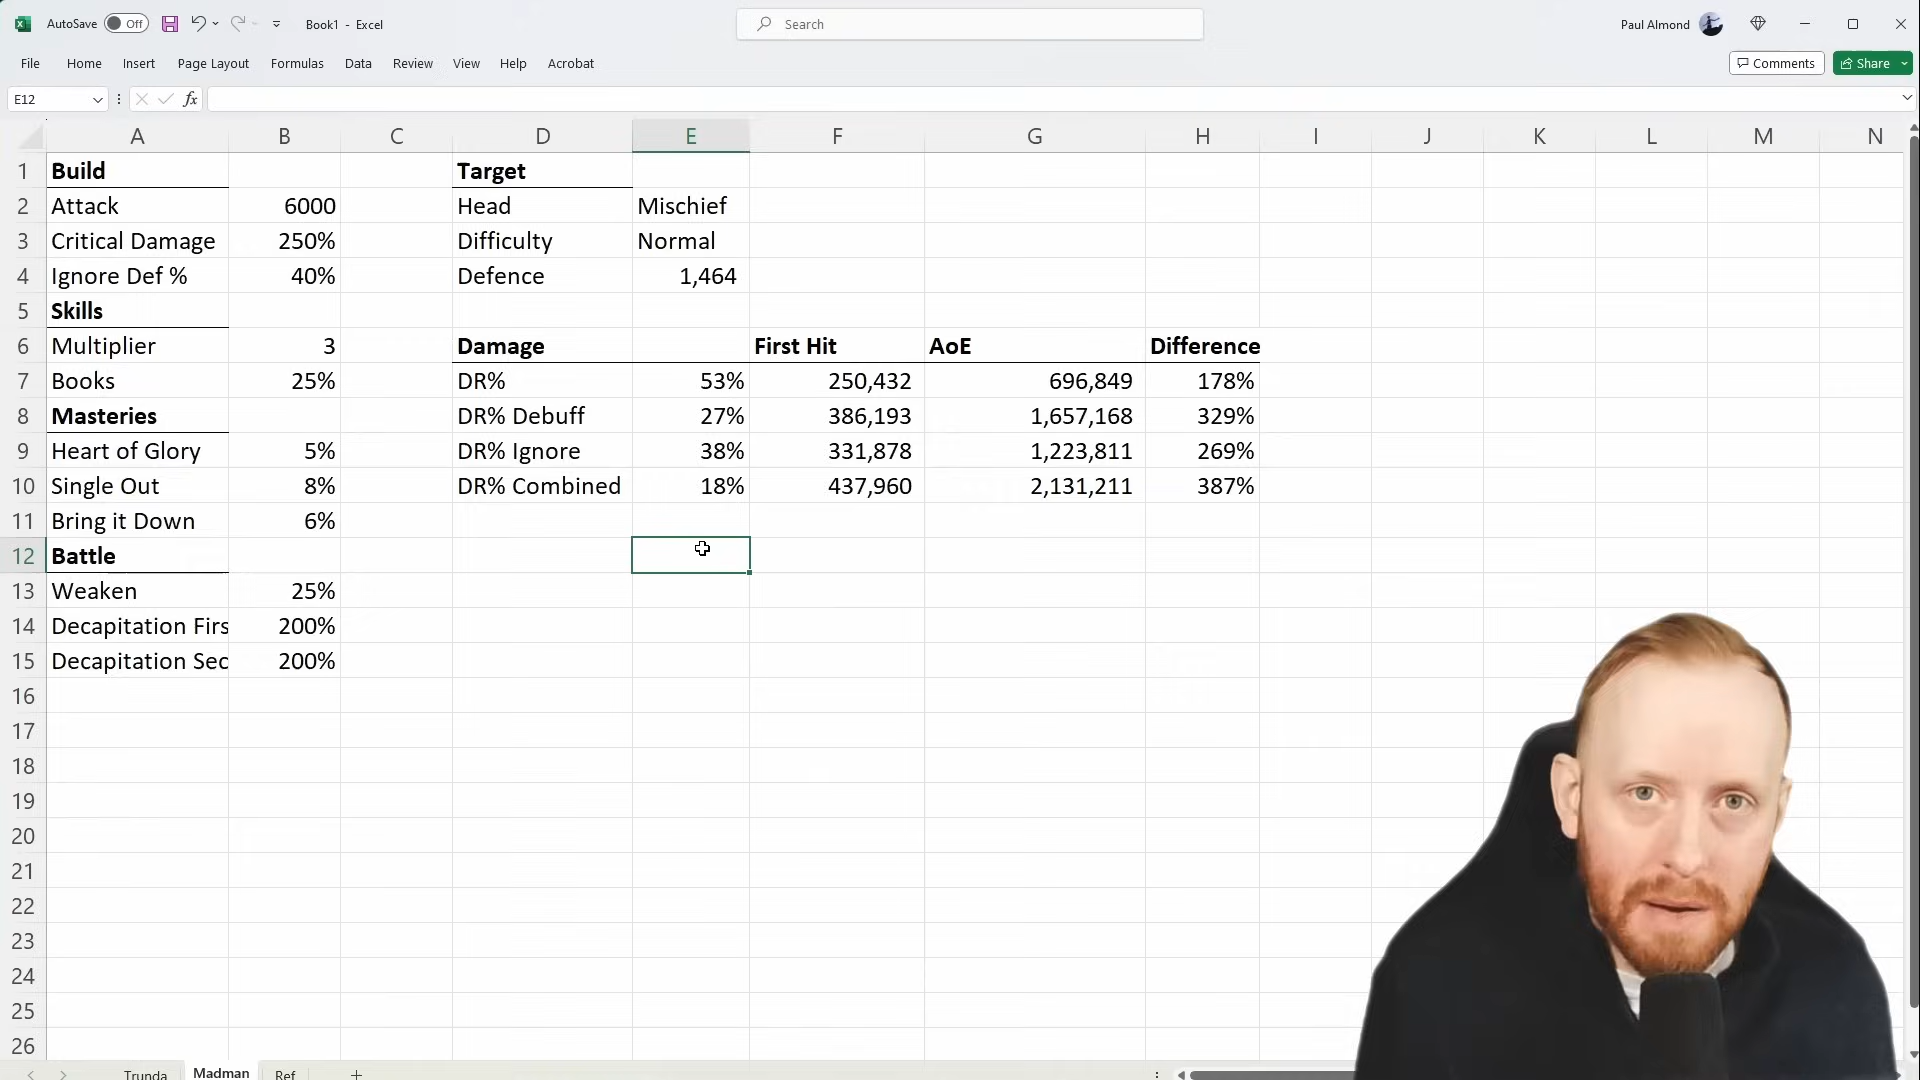 AutoSave Off Book1 - Excel Search Paul Almond
File Home Insert Page Layout Formulas Data Review View Help Acrobat Comments Share
E12 fx
A B C D E F G H I J K L M N
1 Build Target
2 Attack 6000 Head Mischief
3 Critical Damage 250% Difficulty Normal
4 Ignore Def % 40% Defence 1,464
5 Skills
6 Multiplier 3 Damage First Hit AoE Difference
7 Books 25% DR% 53% 250,432 696,849 178%
8 Masteries DR% Debuff 27% 386,193 1,657,168 329%
9 Heart of Glory 5% DR% Ignore 38% 331,878 1,223,811 269%
10 Single Out 8% DR% Combined 18% 437,960 2,131,211 387%
11 Bring it Down 6%
12 Battle
13 Weaken 25%
14 Decapitation Firs 200%
15 Decapitation Sec 200%
16
17
18
19
20
21
22
23
24
25
26
Trunda Madman Ref